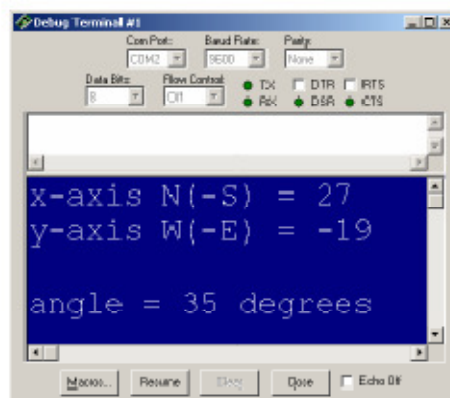 Debug Terminal #1
Com Port: Baud Rate: Parity:
COM2 9600 None
Data Bits: Flow Control: TX DTR RTS
8 Off RX DSR CTS
x-axis N(-S) = 27
y-axis W(-E) = -19
angle = 35 degrees
Macros... Resume Clear Close Echo Off